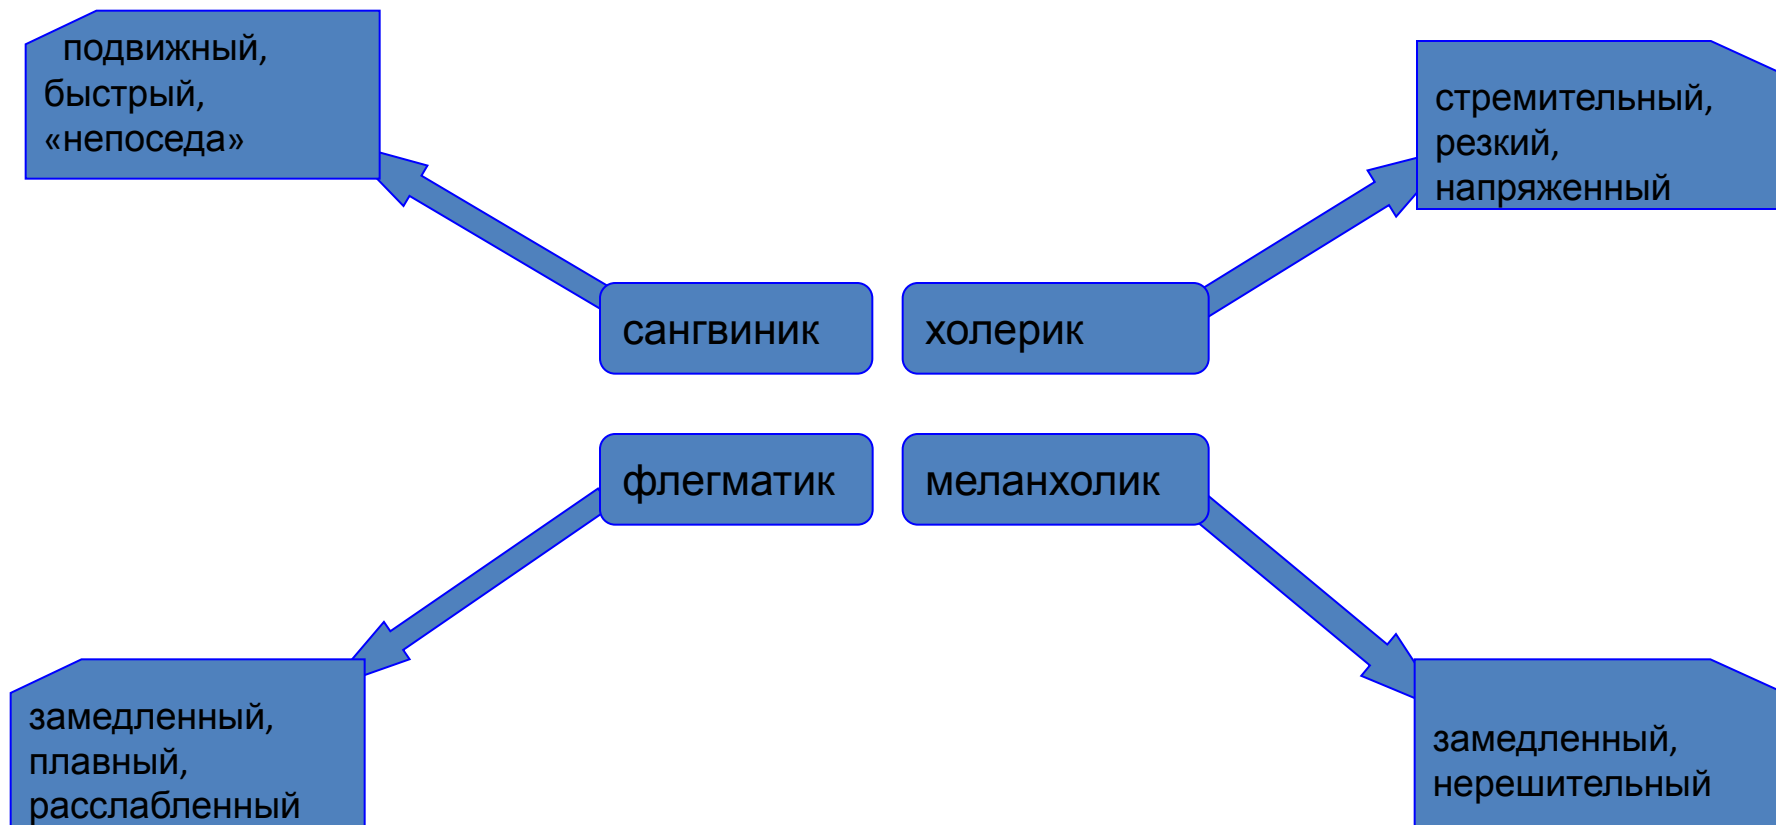 подвижный,
быстрый,
«непоседа»
стремительный,
резкий,
напряженный
сангвиник
холерик
флегматик
меланхолик
замедленный,
плавный,
расслабленный
замедленный,
нерешительный